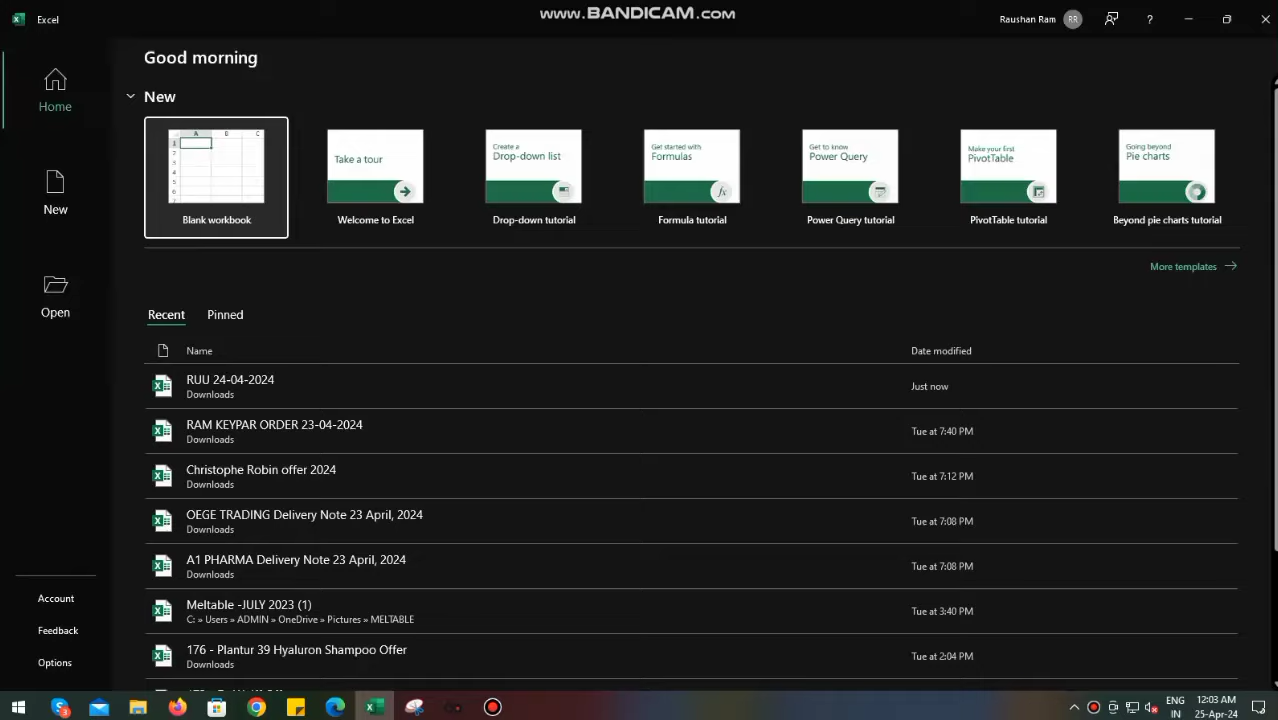 www.BANDICAM.com
Excel
Raushan Ram
RR
?
Good morning
Home
New
A B C
1
2
3
4
5
6
7
Blank workbook
Take a tour
Welcome to Excel
Create a
Drop-down list
Drop-down tutorial
Get started with
Formulas
fx
Formula tutorial
Get to know
Power Query
Power Query tutorial
Make your first
PivotTable
PivotTable tutorial
Going beyond
Pie charts
Beyond pie charts tutorial
New
Open
More templates
Recent Pinned
Name Date modified
RUU 24-04-2024
Downloads
Just now
RAM KEYPAR ORDER 23-04-2024
Downloads
Tue at 7:40 PM
Christophe Robin offer 2024
Downloads
Tue at 7:12 PM
OEGE TRADING Delivery Note 23 April, 2024
Downloads
Tue at 7:08 PM
A1 PHARMA Delivery Note 23 April, 2024
Downloads
Tue at 7:08 PM
Meltable -JULY 2023 (1)
C: » Users » ADMIN » OneDrive » Pictures » MELTABLE
Tue at 3:40 PM
176 - Plantur 39 Hyaluron Shampoo Offer
Downloads
Tue at 2:04 PM
Account
Feedback
Options
ENG
IN
12:03 AM
25-Apr-24